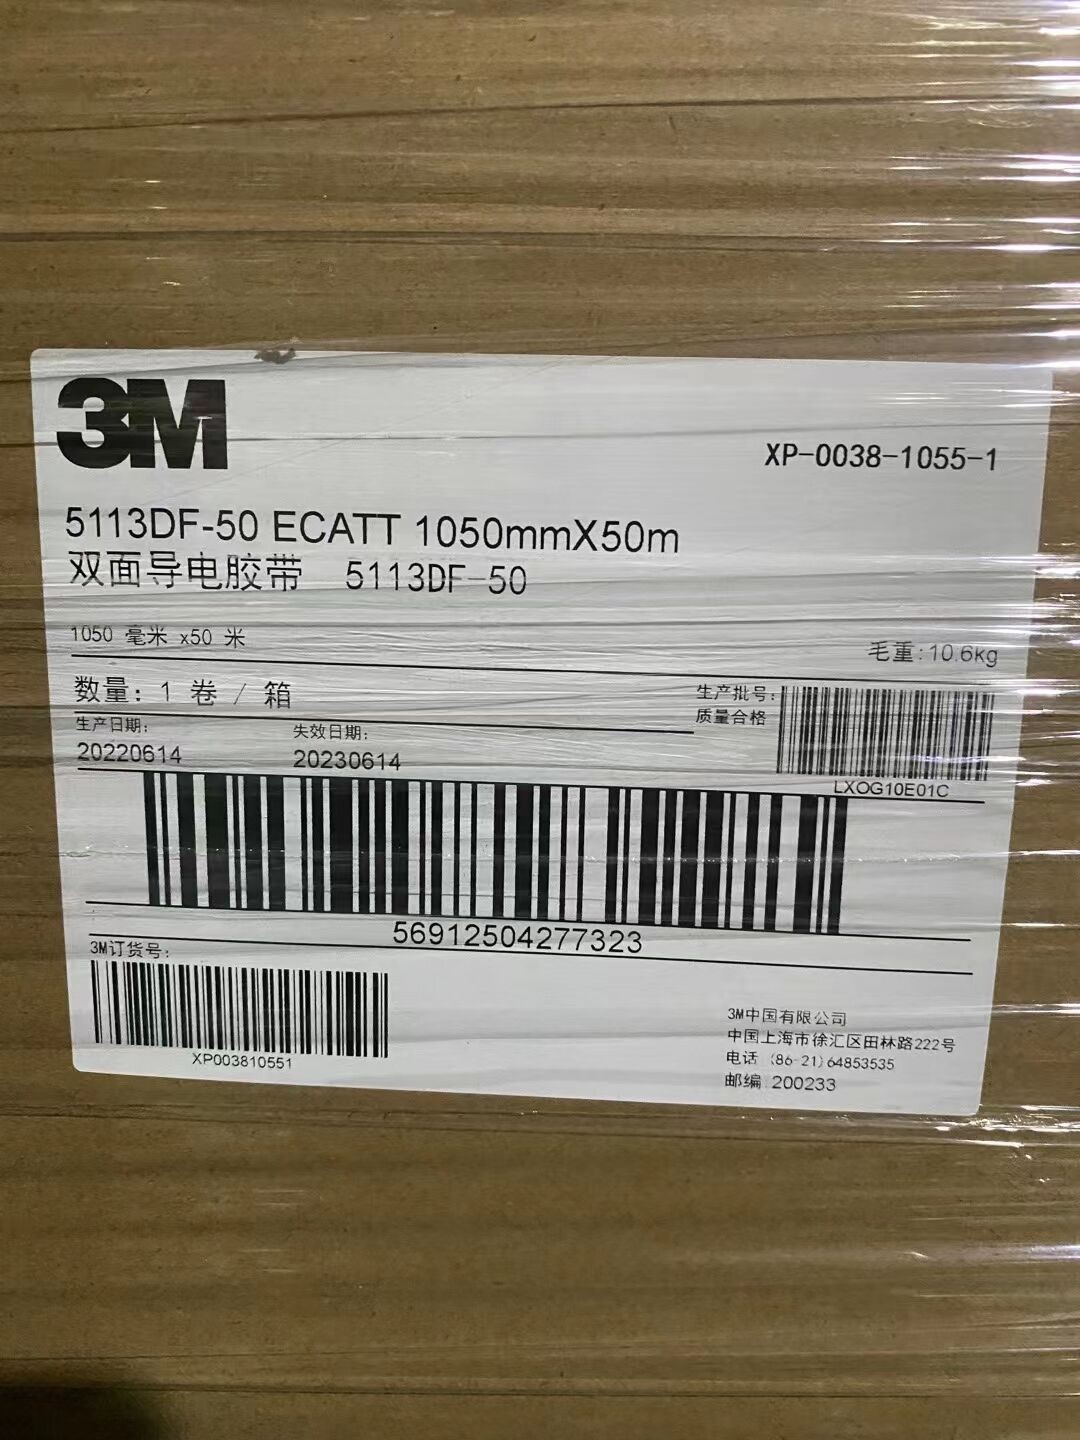 3M
XP-0038-1055-1
5113DF-50 ECATT 1050mmX50m
双面导电胶带 5113DF-50
1050 毫米 x50 米
毛重:10.6kg
数量: 1 卷 / 箱
生产批号:
质量合格
LXOG10E01C
生产日期:
20220614
失效日期:
20230614
56912504277323
3M订货号:
XP003810551
3M中国有限公司
中国上海市徐汇区田林路222号
电话 (86-21)64853535
邮编 200233